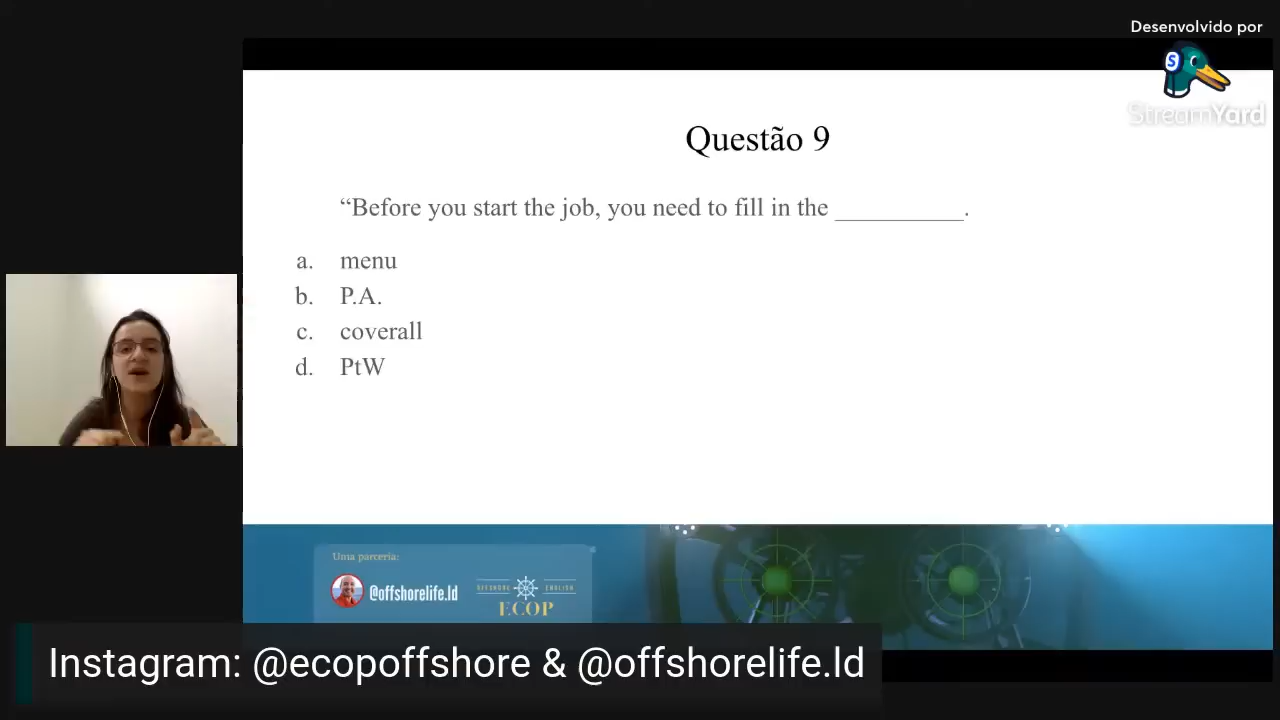 Desenvolvido por
StreamYard
Questão 9
“Before you start the job, you need to fill in the __________.
a. menu
b. P.A.
c. coverall
d. PtW
Uma parceria:
@offshorelife.ld
OFFSHORE ENGLISH
ECOP
Instagram: @ecopoffshore & @offshorelife.ld